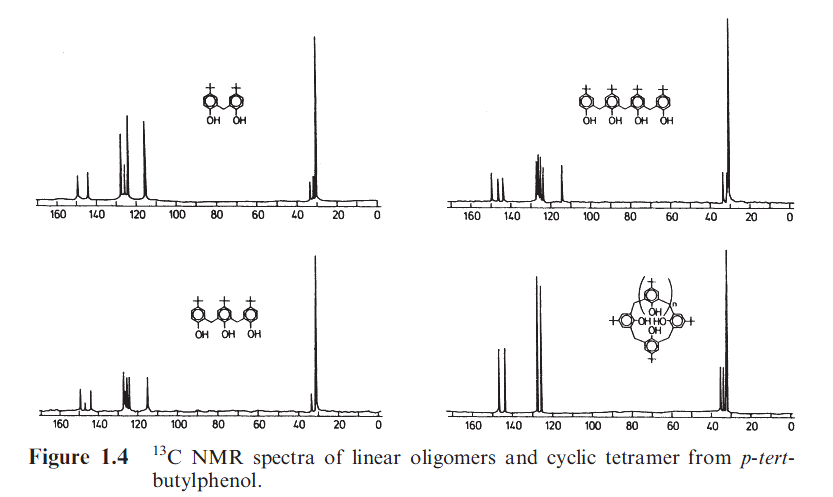 OH OH
160 140 120 100 80 60 40 20 0
OH OH OH OH
160 140 120 100 80 60 40 20 0
OH OH OH
160 140 120 100 80 60 40 20 0
n
OH
OH HO
OH
160 140 120 100 80 60 40 20 0
Figure 1.4 ¹³C NMR spectra of linear oligomers and cyclic tetramer from p-tert-
butylphenol.